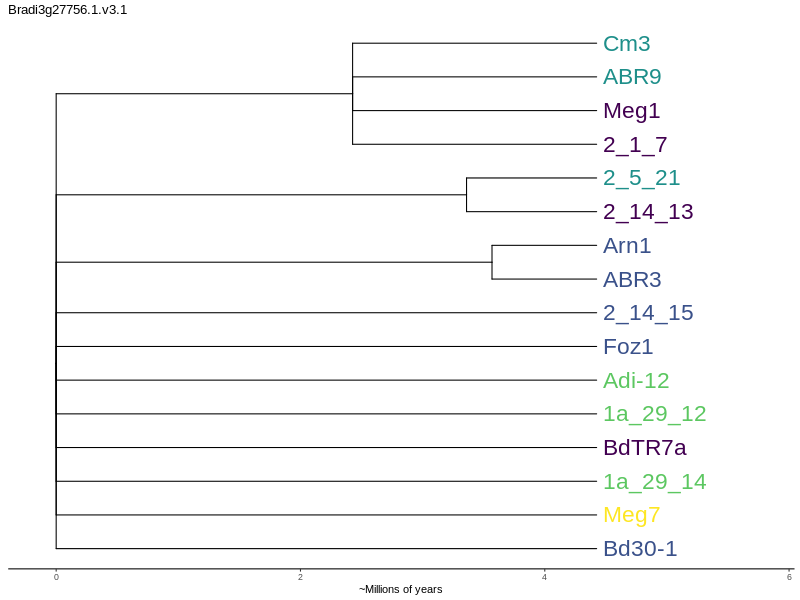 Bradi3g27756.1.v3.1
Cm3
ABR9
Meg1
2_1_7
2_5_21
2_14_13
Arn1
ABR3
2_14_15
Foz1
Adi-12
1a_29_12
BdTR7a
1a_29_14
Meg7
Bd30-1
0 2 4 6
~Millions of years